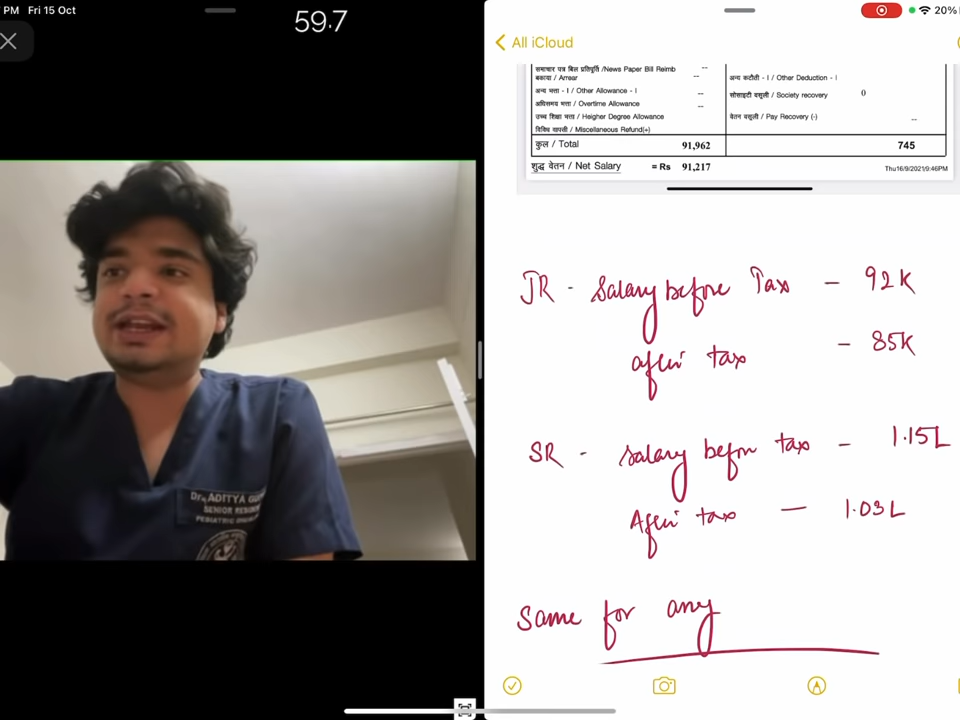 PM Fri 15 Oct
59.7
20%
All iCloud
समाचार पत्र बिल प्रतिपूर्ति /News Paper Bill Reimb --
बकाया / Arrear --
अन्य कटौती - I / Other Deduction - I
अन्य भत्ता - I / Other Allowance - I --
सोसाइटी वसूली / Society recovery 0
अधिसमय भत्ता / Overtime Allowance --
उच्च शिक्षा भत्ता / Heigher Degree Allowance
वेतन वसूली / Pay Recovery (-) --
विविध वापसी / Miscellaneous Refund(+)
कुल / Total 91,962 745
शुद्ध वेतन / Net Salary = Rs 91,217
Thu16/9/2021/9:46PM
JR - Salary before Tax - 92K
after tax - 85K
SR - Salary before tax - 1.15L
After tax - 1.03L
Same for any
Dr. ADITYA
SENIOR
PEDIATRIC